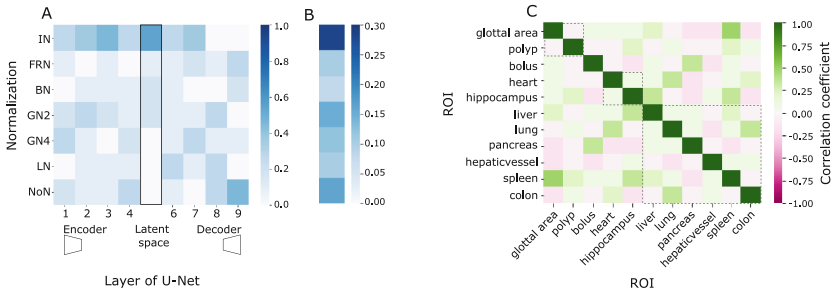 A
Normalization
IN
FRN
BN
GN2
GN4
LN
NoN
1 2 3 4 6 7 8 9
Encoder
Latent
space
Decoder
Layer of U-Net
1.0
0.8
0.6
0.4
0.2
0.0
B
0.30
0.25
0.20
0.15
0.10
0.05
0.00
C
ROI
glottal area
polyp
bolus
heart
hippocampus
liver
lung
pancreas
hepaticvessel
spleen
colon
glottal area
polyp
bolus
heart
hippocampus
liver
lung
pancreas
hepaticvessel
spleen
colon
ROI
1.00
0.75
0.50
0.25
0.00
-0.25
-0.50
-0.75
-1.00
Correlation coefficient